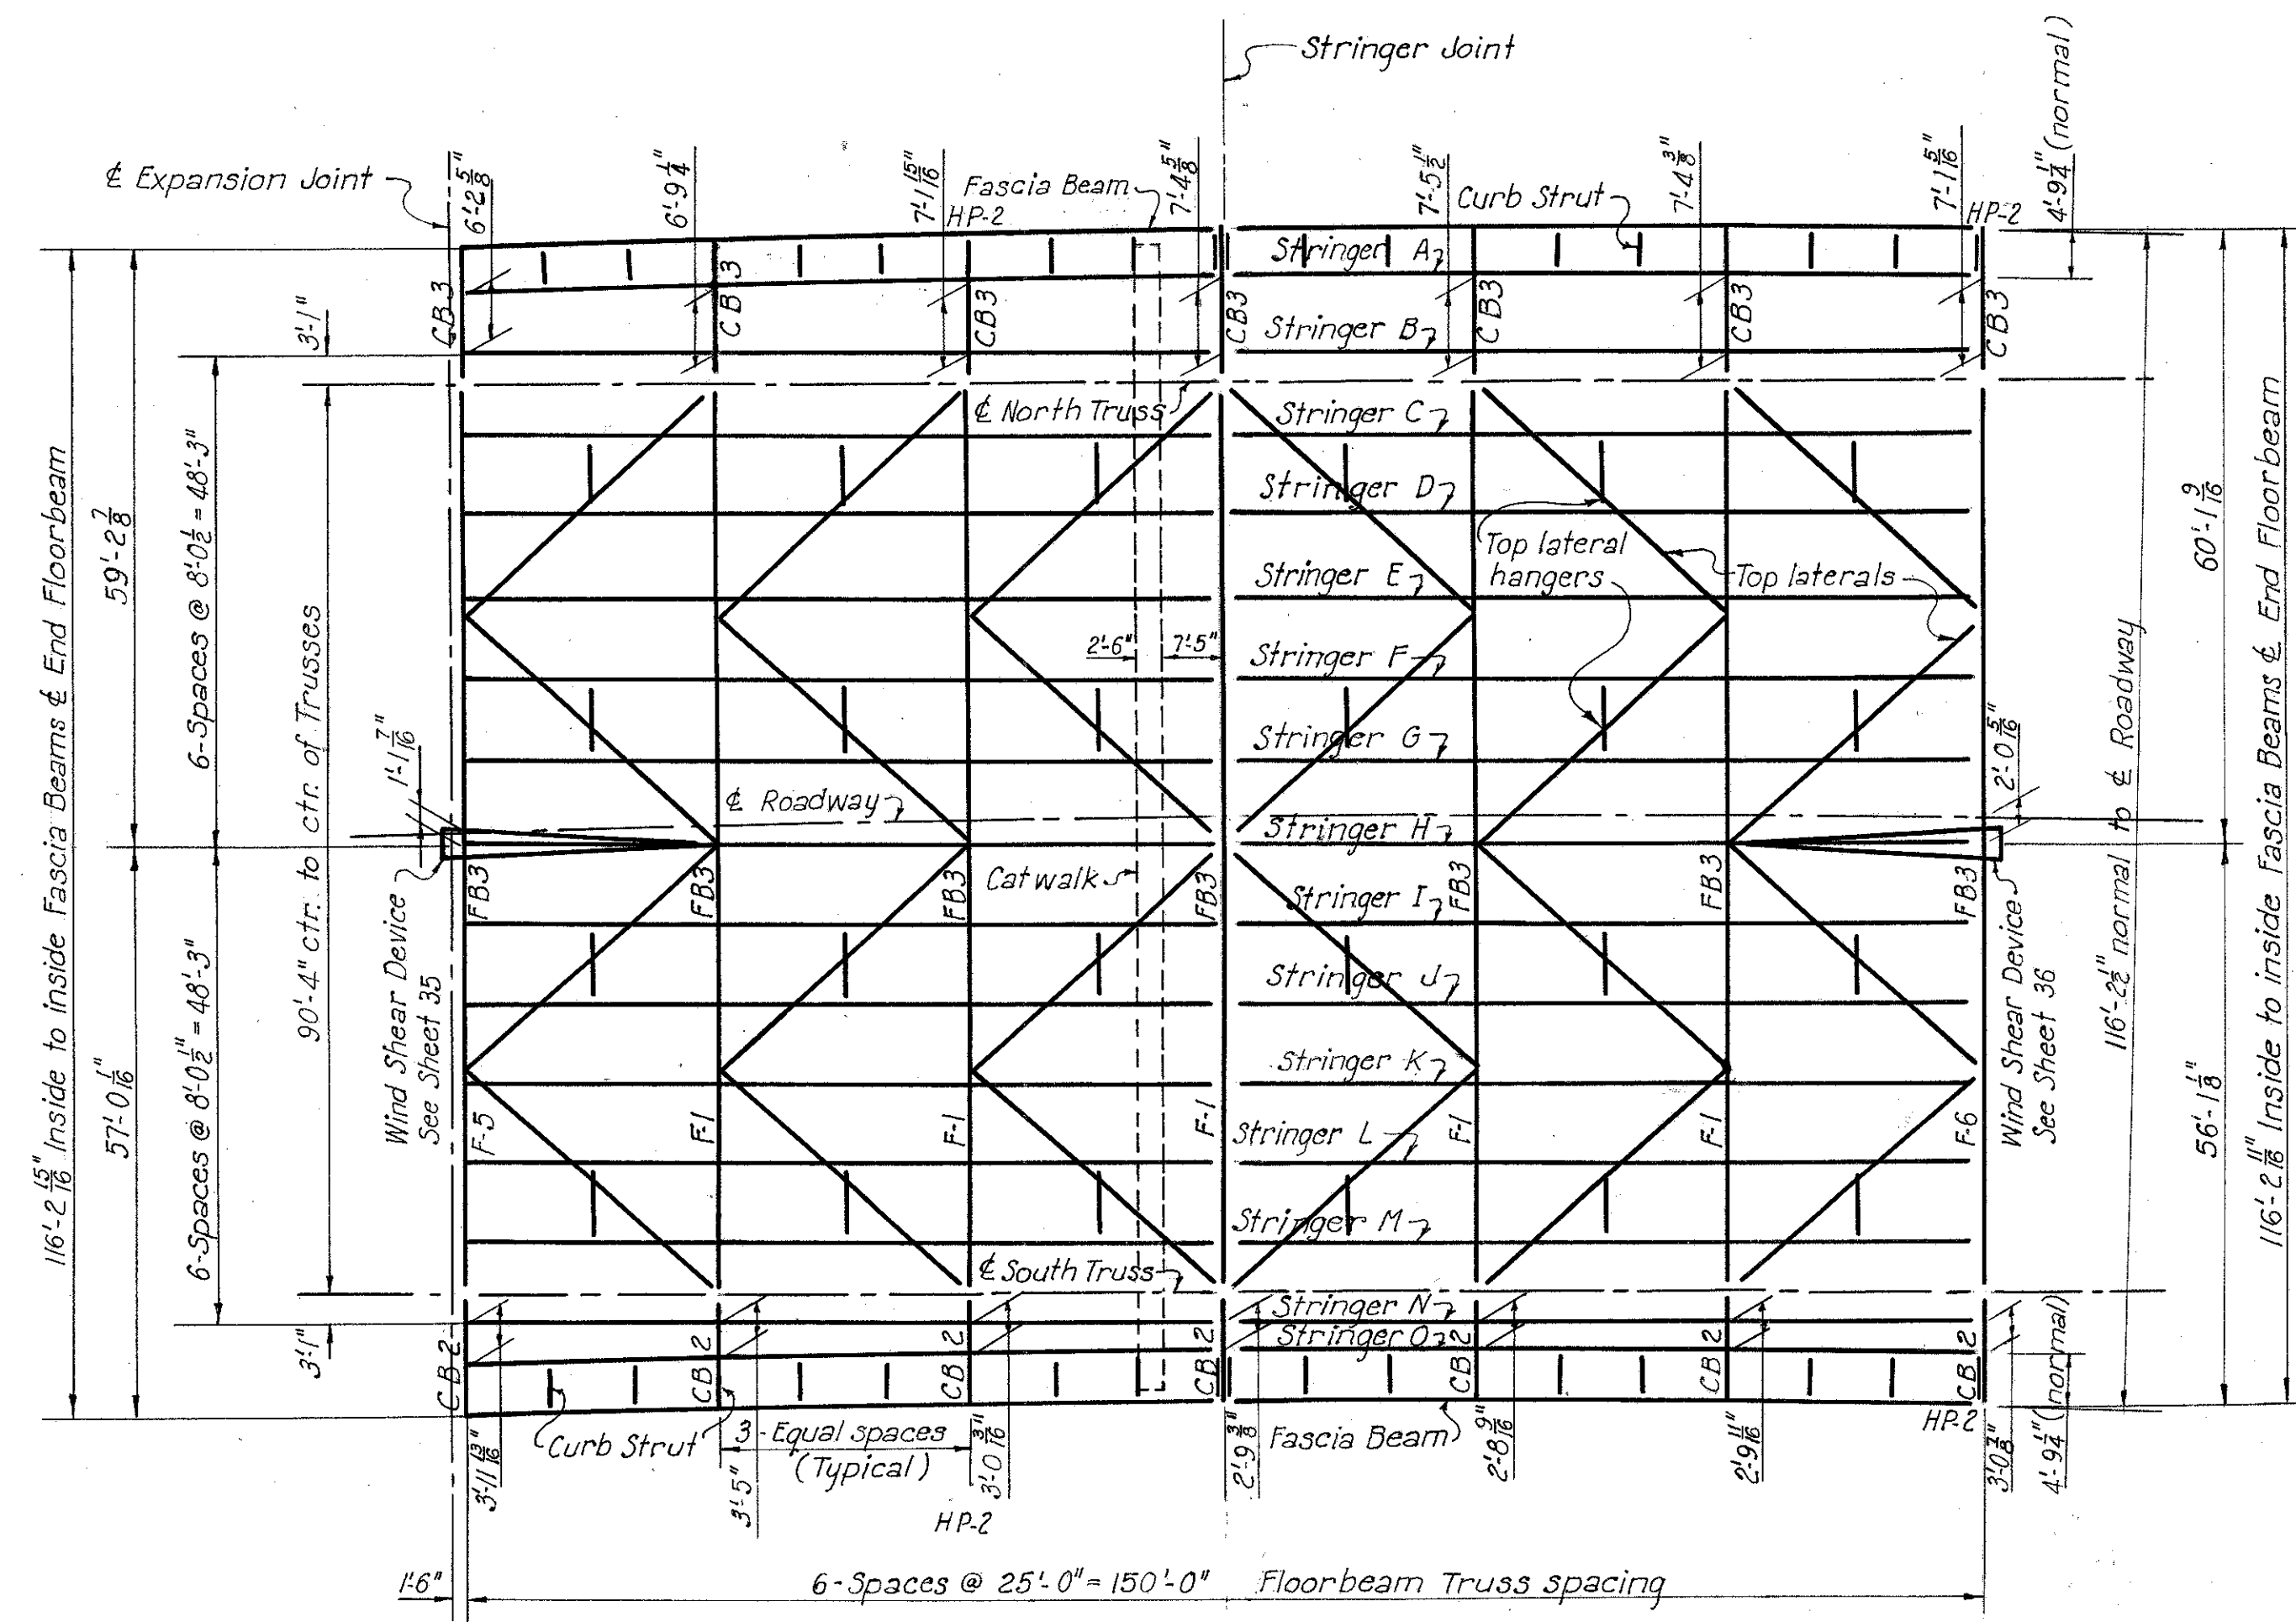 Stringer Joint
℄ Expansion Joint
6'-2 5/8"
6'-9 1/4"
7'-1 15/16"
HP-2
Fascia Beam
7'-4 5/8"
7'-5 1/2"
Curb Strut
7'-4 3/8"
7'-1 5/16"
HP-2
4'-9 1/4" (normal)
Stringer A
CB3
CB3
CB3
CB3
CB3
CB3
CB3
Stringer B
3'-1"
℄ North Truss
Stringer C
Stringer D
Top lateral
hangers
Top laterals
Stringer E
2'-6"
7'-5"
Stringer F
Stringer G
116'-2 15/16" Inside to inside Fascia Beams ℄ End Floorbeam
59'-2 7/8"
57'-0 1/16"
6-Spaces @ 8'-0 1/2 = 48'-3"
6-Spaces @ 8'-0 1/2" = 48'-3"
90'-4" ctr. to ctr. of Trusses
1'-1 7/16"
℄ Roadway
Stringer H
2'-0 5/16"
60'-1 9/16"
56'-1 1/8"
116'-2 1/2" normal to ℄ Roadway
116'-2 11/16" Inside to inside Fascia Beams ℄ End Floorbeam
FB3
FB3
FB3
FB3
FB3
FB3
FB3
Catwalk
Stringer I
Wind Shear Device
See Sheet 35
Wind Shear Device
See Sheet 36
Stringer J
Stringer K
F-5
F-1
F-1
F-1
F-1
F-1
F-6
Stringer L
Stringer M
℄ South Truss
Stringer N
Stringer O
3'-1"
CB2
CB2
CB2
CB2
CB2
CB2
CB2
Curb Strut
3-Equal spaces
(Typical)
Fascia Beam
HP-2
3'-11 13/16"
3'-5"
3'-0 3/16"
2'-9 3/8"
2'-8 9/16"
2'-9 11/16"
3'-0 7/8"
4'-9 1/4" (normal)
HP-2
1'-6"
6-Spaces @ 25'-0" = 150'-0" Floorbeam Truss spacing